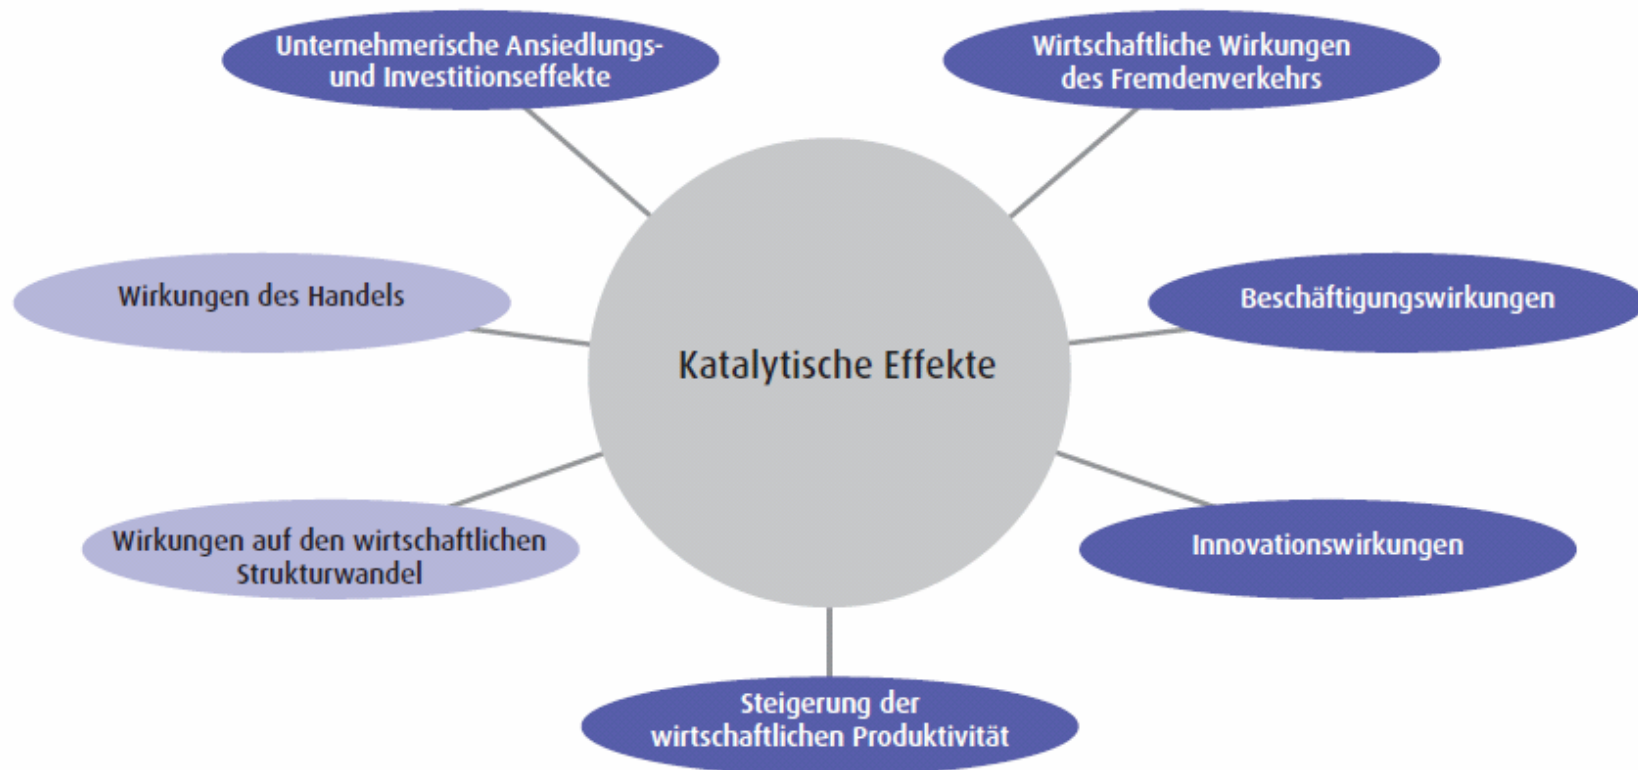 Unternehmerische Ansiedlungs-
und Investitionseffekte
Wirtschaftliche Wirkungen
des Fremdenverkehrs
Wirkungen des Handels
Beschäftigungswirkungen
Katalytische Effekte
Wirkungen auf den wirtschaftlichen
Strukturwandel
Innovationswirkungen
Steigerung der
wirtschaftlichen Produktivität